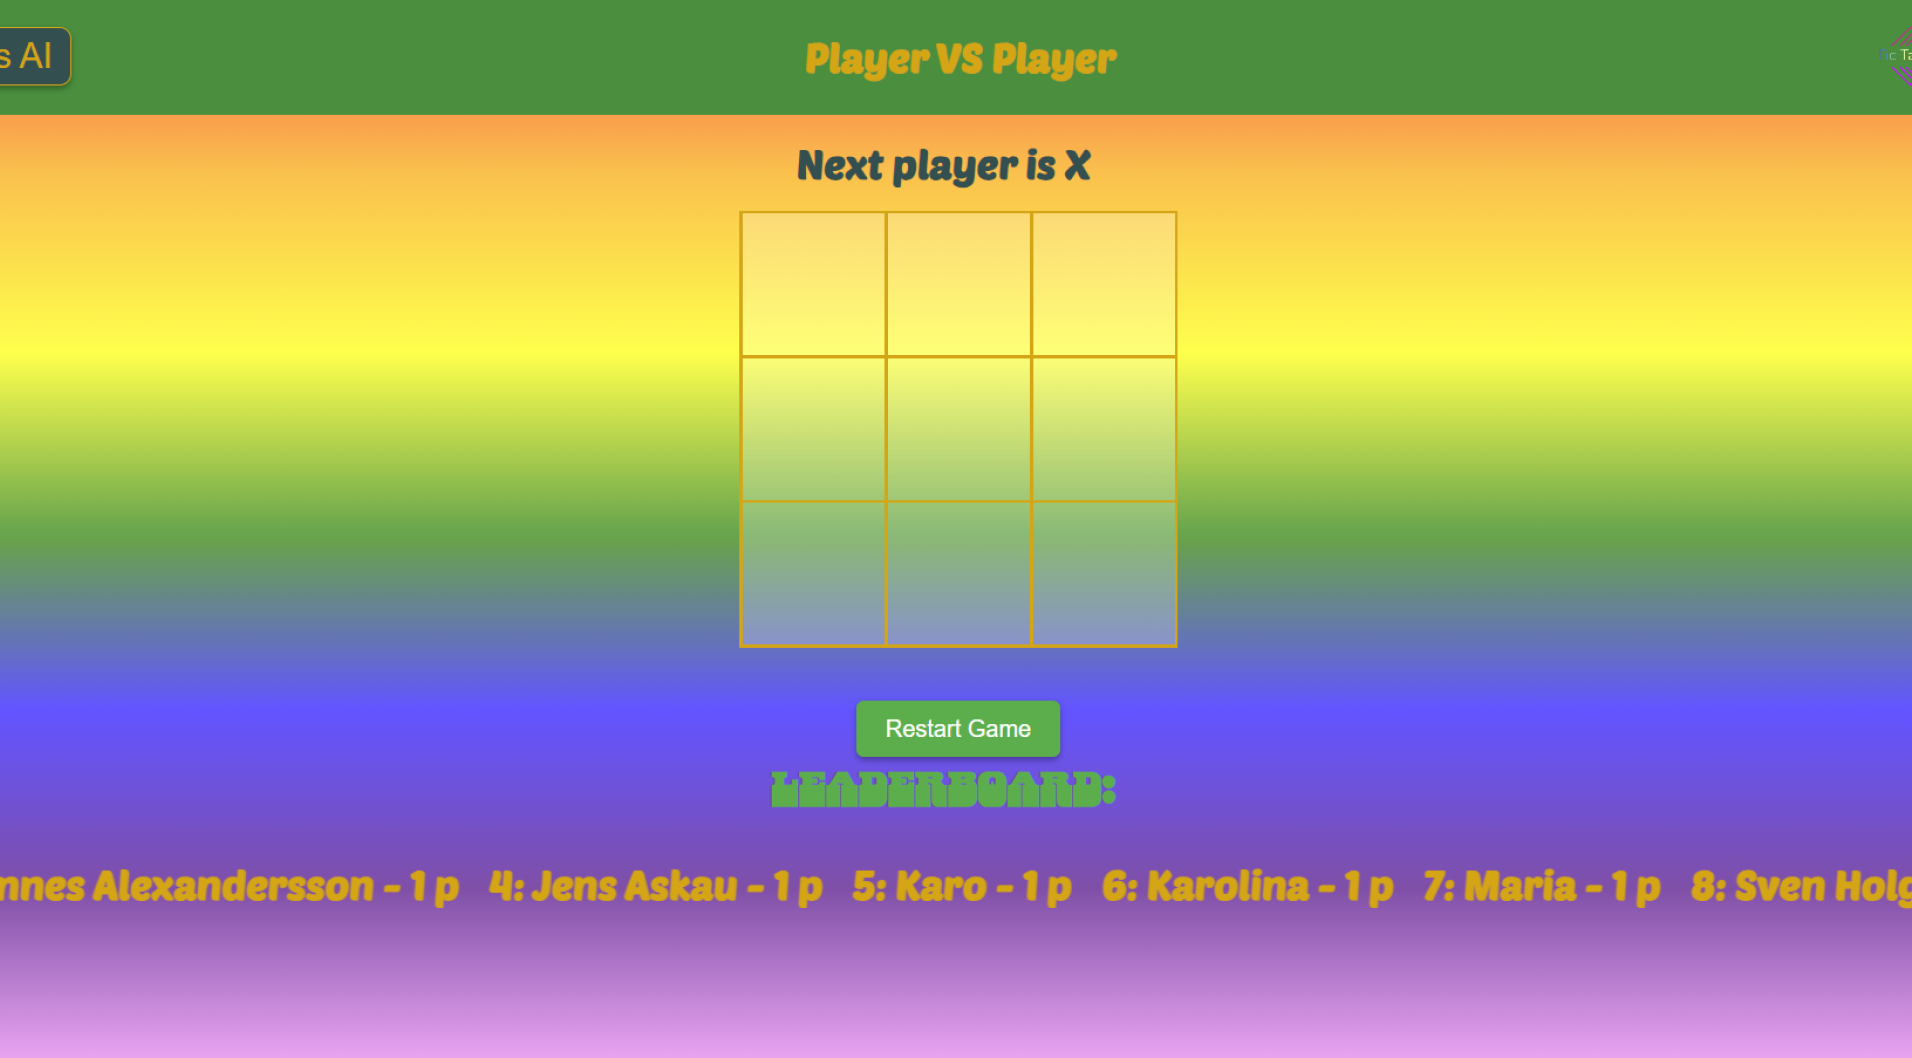 s AI
Player VS Player
Tic Ta
Next player is X
Restart Game
LEADERBOARD:
nnes Alexandersson - 1 p 4: Jens Askau - 1 p 5: Karo - 1 p 6: Karolina - 1 p 7: Maria - 1 p 8: Sven Holg